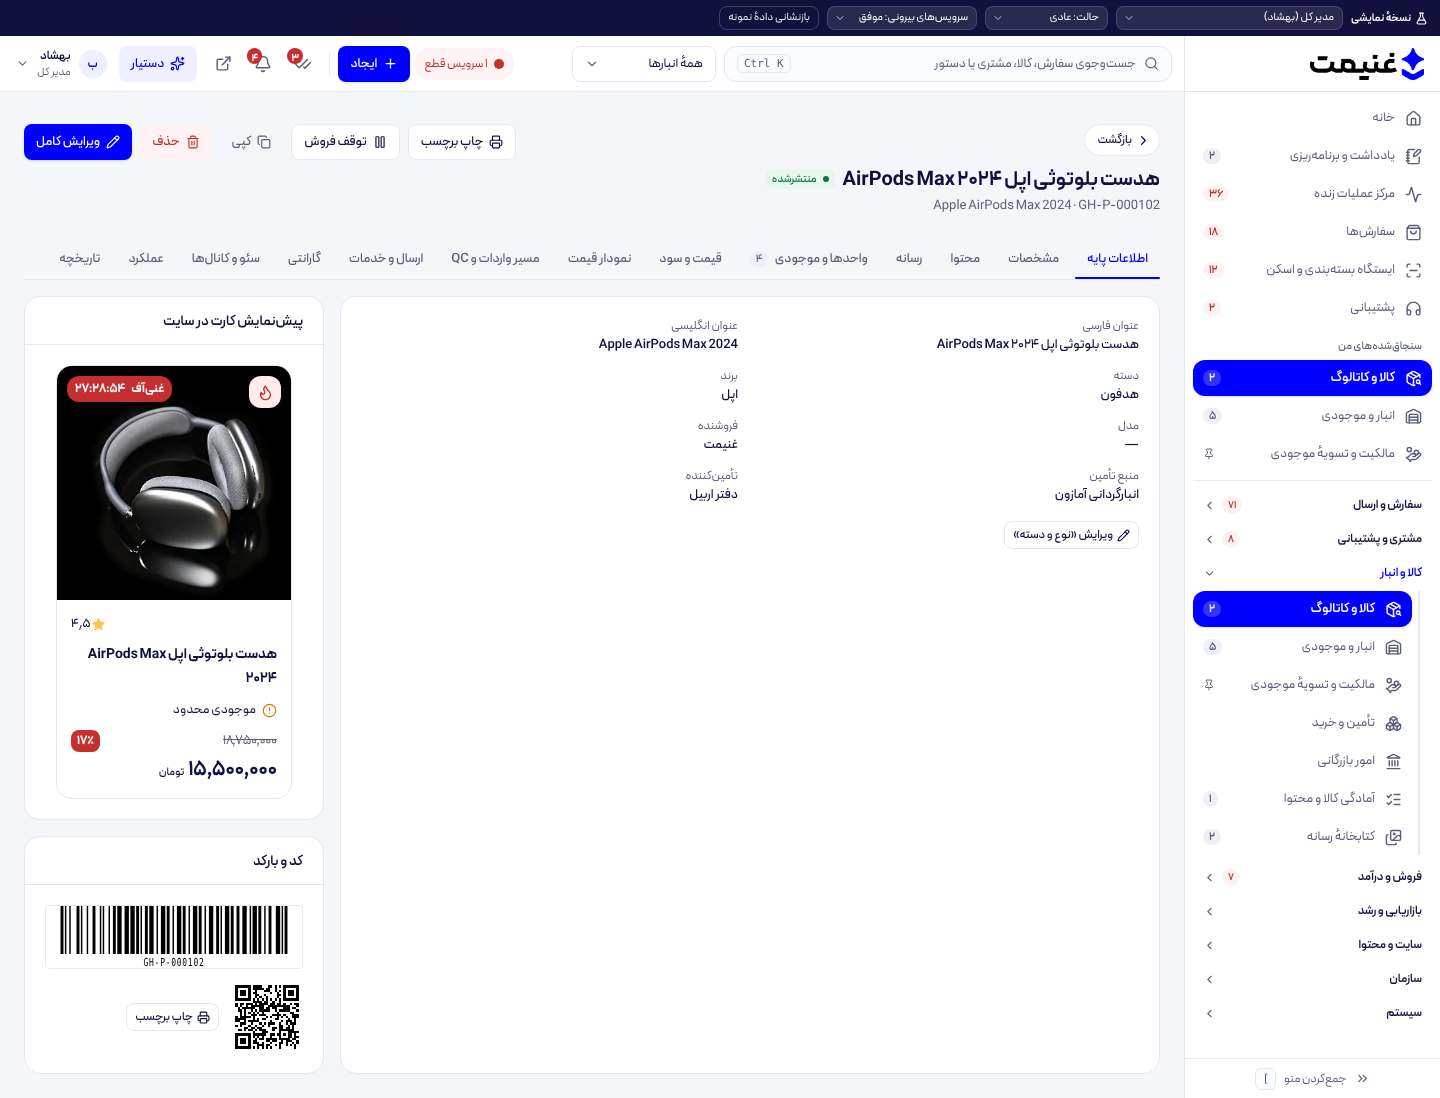 نسخهٔ نمایشی
مدیر کل (بهشاد)
حالت: عادی
سرویس‌های بیرونی: موفق
بازنشانی دادهٔ نمونه
غنیمت
جست‌وجوی سفارش، کالا، مشتری یا دستور
Ctrl K
همهٔ انبارها
۱ سرویس قطع
ایجاد
۳
۴
دستیار
ب
بهشاد
مدیر کل
خانه
یادداشت و برنامه‌ریزی ۲
مرکز عملیات زنده ۳۶
سفارش‌ها ۱۸
ایستگاه بسته‌بندی و اسکن ۱۲
پشتیبانی ۲
سنجاق‌شده‌های من
کالا و کاتالوگ ۲
انبار و موجودی ۵
مالکیت و تسویهٔ موجودی
سفارش و ارسال ۷۱
مشتری و پشتیبانی ۸
کالا و انبار
کالا و کاتالوگ ۲
انبار و موجودی ۵
مالکیت و تسویهٔ موجودی
تأمین و خرید
امور بازرگانی
آمادگی کالا و محتوا ۱
کتابخانهٔ رسانه ۲
فروش و درآمد ۷
بازاریابی و رشد
سایت و محتوا
سازمان
سیستم
جمع‌کردن منو [
بازگشت
هدست بلوتوثی اپل AirPods Max ۲۰۲۴
منتشرشده
Apple AirPods Max 2024 · GH-P-000102
چاپ برچسب
توقف فروش
کپی
حذف
ویرایش کامل
اطلاعات پایه
مشخصات
محتوا
رسانه
واحدها و موجودی ۴
قیمت و سود
نمودار قیمت
مسیر واردات و QC
ارسال و خدمات
گارانتی
سئو و کانال‌ها
عملکرد
تاریخچه
عنوان فارسی
هدست بلوتوثی اپل AirPods Max ۲۰۲۴
عنوان انگلیسی
Apple AirPods Max 2024
دسته
هدفون
برند
اپل
مدل
—
فروشنده
غنیمت
منبع تأمین
انبارگردانی آمازون
تأمین‌کننده
دفتر اربیل
ویرایش «نوع و دسته»
پیش‌نمایش کارت در سایت
غنی‌آف ۲۷:۲۸:۵۴
۴٫۵
هدست بلوتوثی اپل AirPods Max
۲۰۲۴
موجودی محدود
۱۸,۷۵۰,۰۰۰
۱۷٪
۱۵,۵۰۰,۰۰۰ تومان
کد و بارکد
GH-P-000102
چاپ برچسب